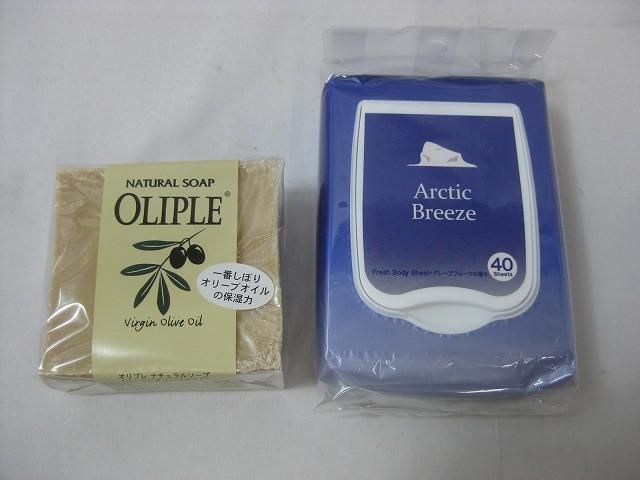 NATURAL SOAP
OLIPLE®
一番しぼり
オリーブオイル
の保湿力
Virgin Olive Oil
オリプレ ナチュラルソープ
Arctic
Breeze
Fresh Body Sheet・グレープフルーツの香り
40
Sheets